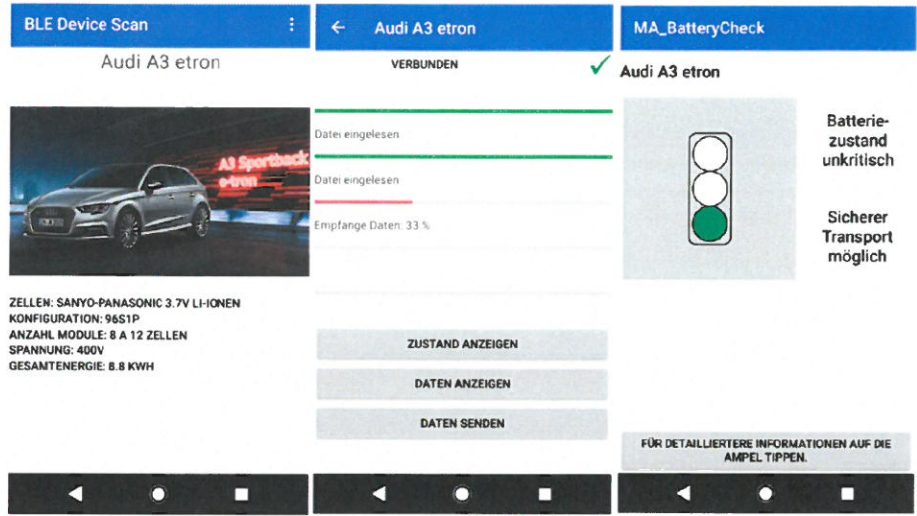 BLE Device Scan
Audi A3 etron
A3 Sportback
e-tron
ZELLEN: SANYO-PANASONIC 3.7V LI-IONEN
KONFIGURATION: 96S1P
ANZAHL MODULE: 8 A 12 ZELLEN
SPANNUNG: 400V
GESAMTENERGIE: 8.8 KWH
Audi A3 etron
VERBUNDEN
Datei eingelesen
Datei eingelesen
Empfange Daten: 33 %
ZUSTAND ANZEIGEN
DATEN ANZEIGEN
DATEN SENDEN
MA_BatteryCheck
Audi A3 etron
Batterie-
zustand
unkritisch
Sicherer
Transport
möglich
FÜR DETAILLIERTERE INFORMATIONEN AUF DIE
AMPEL TIPPEN.